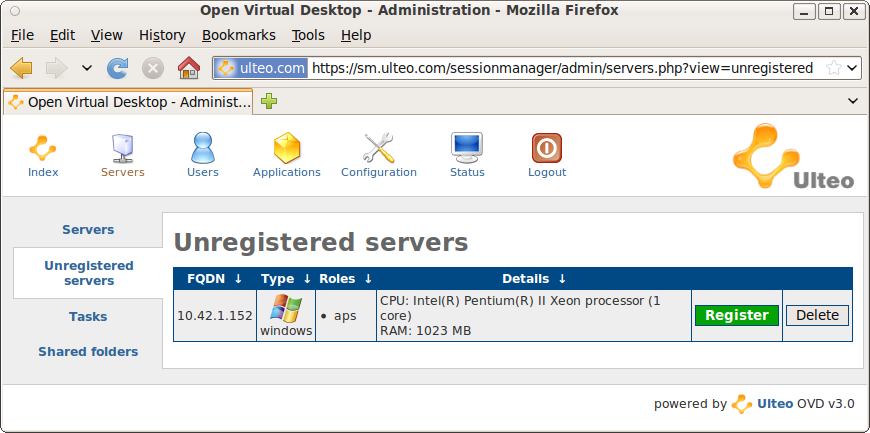 Open Virtual Desktop - Administration - Mozilla Firefox
File Edit View History Bookmarks Tools Help
ulteo.com https://sm.ulteo.com/sessionmanager/admin/servers.php?view=unregistered
Open Virtual Desktop - Administ...
Index Servers Users Applications Configuration Status Logout
Ulteo
Servers
Unregistered
servers
Tasks
Shared folders
Unregistered servers
FQDN ↓ Type ↓ Roles ↓ Details ↓
10.42.1.152 windows • aps
CPU: Intel(R) Pentium(R) II Xeon processor (1
core)
RAM: 1023 MB
Register Delete
powered by Ulteo OVD v3.0